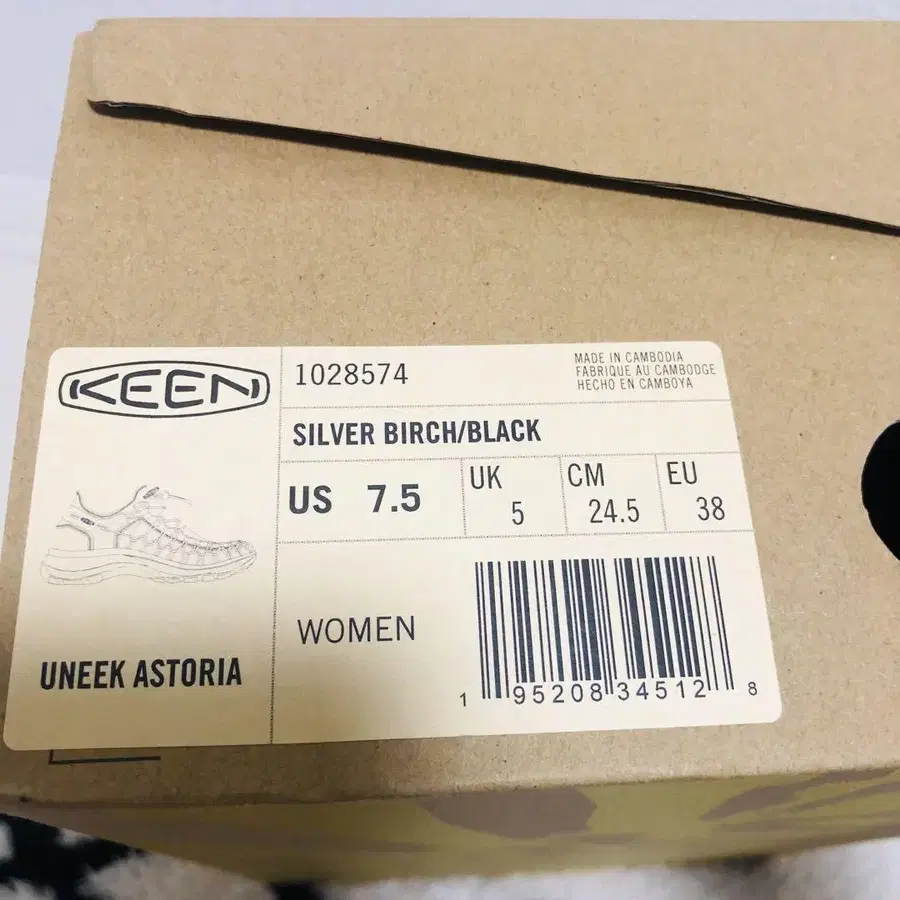 KEEN
1028574
MADE IN CAMBODIA
FABRIQUE AU CAMBODGE
HECHO EN CAMBOYA
SILVER BIRCH/BLACK
US 7.5
UK 5
CM 24.5
EU 38
WOMEN
UNEEK ASTORIA
1 95208 34512 8